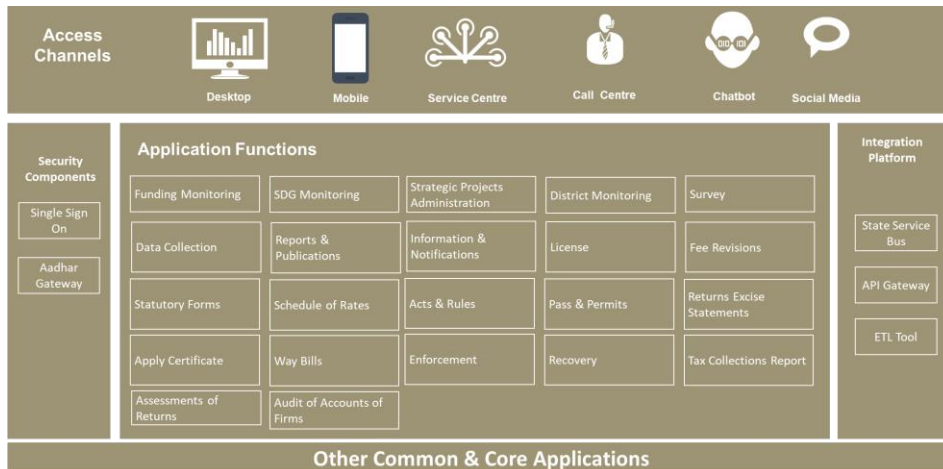 Access
Channels
Desktop
Mobile
Service Centre
Call Centre
OIO IOI
Chatbot
Social Media
Security
Components
Single Sign
On
Aadhar
Gateway
Application Functions
Funding Monitoring
SDG Monitoring
Strategic Projects
Administration
District Monitoring
Survey
Data Collection
Reports &
Publications
Information &
Notifications
License
Fee Revisions
Statutory Forms
Schedule of Rates
Acts & Rules
Pass & Permits
Returns Excise
Statements
Apply Certificate
Way Bills
Enforcement
Recovery
Tax Collections Report
Assessments of
Returns
Audit of Accounts of
Firms
Integration
Platform
State Service
Bus
API Gateway
ETL Tool
Other Common & Core Applications